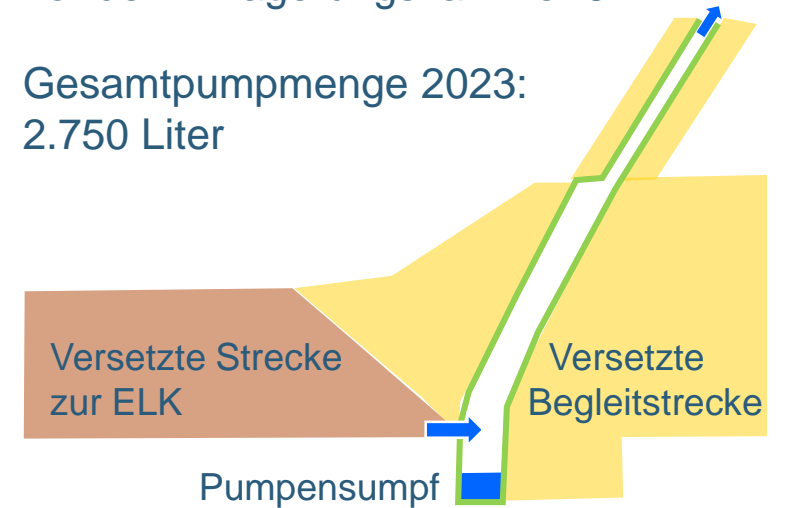 Gesamtpumpmenge 2023:
2.750 Liter
Versetzte Strecke
zur ELK
Versetzte
Begleitstrecke
Pumpensumpf